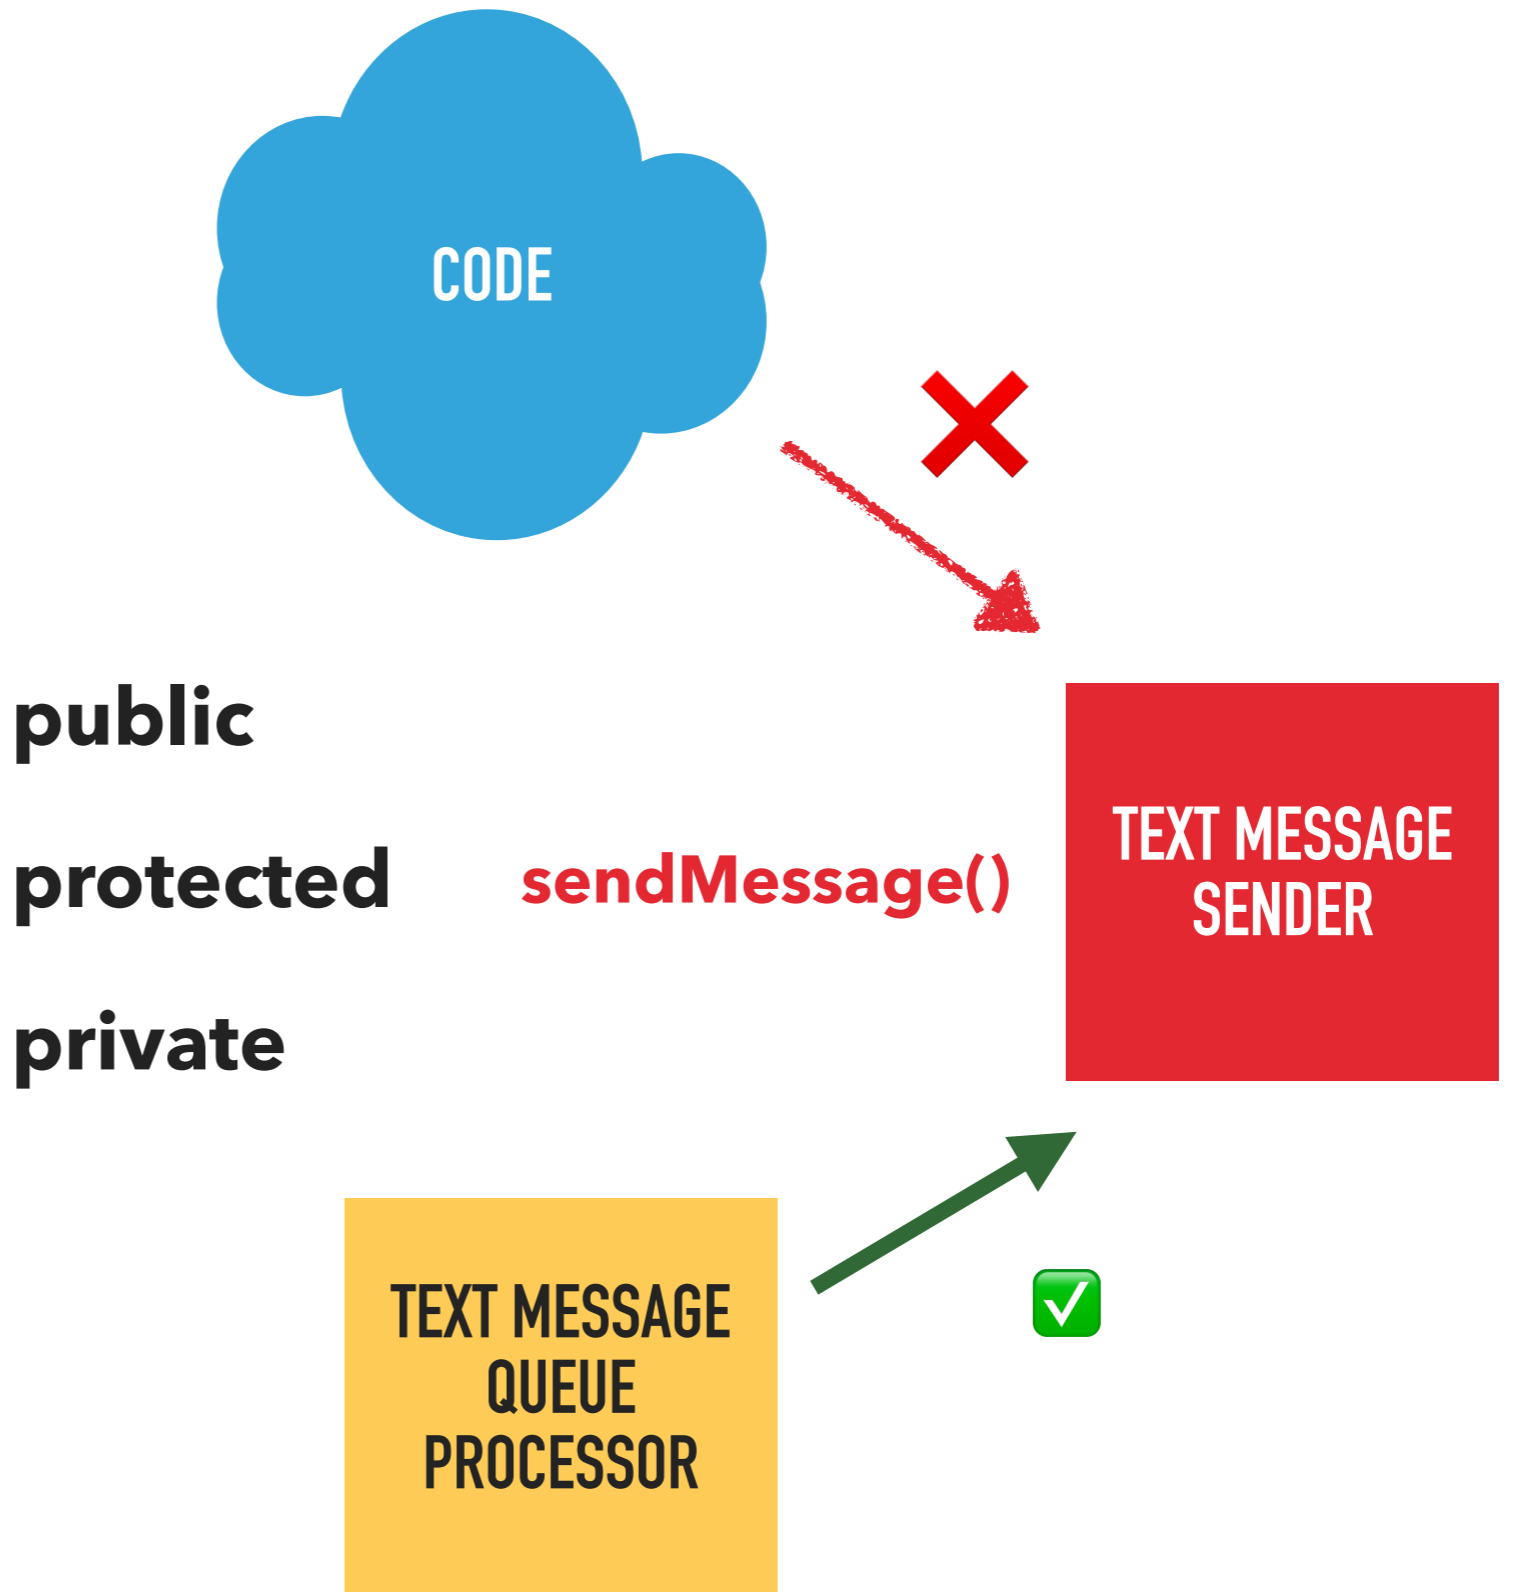 CODE
public
protected
sendMessage()
private
TEXT MESSAGE
SENDER
TEXT MESSAGE
QUEUE
PROCESSOR